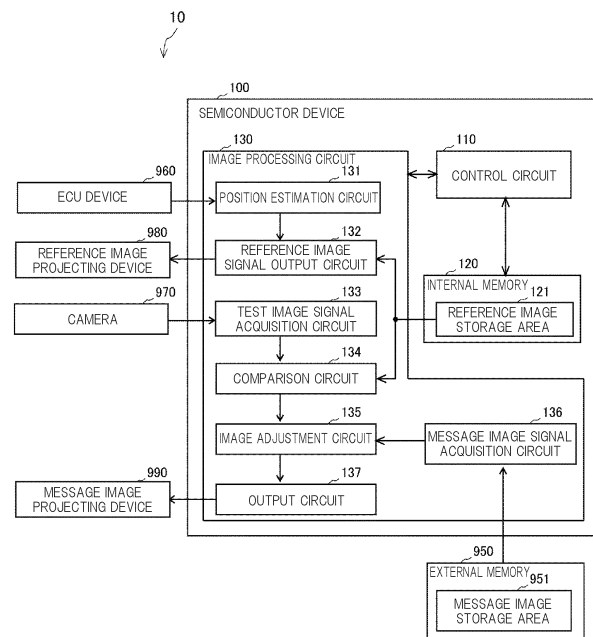 10
100
SEMICONDUCTOR DEVICE
130
IMAGE PROCESSING CIRCUIT
110
CONTROL CIRCUIT
960
ECU DEVICE
131
POSITION ESTIMATION CIRCUIT
980
REFERENCE IMAGE
PROJECTING DEVICE
132
REFERENCE IMAGE
SIGNAL OUTPUT CIRCUIT
120
INTERNAL MEMORY
121
REFERENCE IMAGE
STORAGE AREA
970
CAMERA
133
TEST IMAGE SIGNAL
ACQUISITION CIRCUIT
134
COMPARISON CIRCUIT
135
IMAGE ADJUSTMENT CIRCUIT
136
MESSAGE IMAGE SIGNAL
ACQUISITION CIRCUIT
990
MESSAGE IMAGE
PROJECTING DEVICE
137
OUTPUT CIRCUIT
950
EXTERNAL MEMORY
951
MESSAGE IMAGE
STORAGE AREA